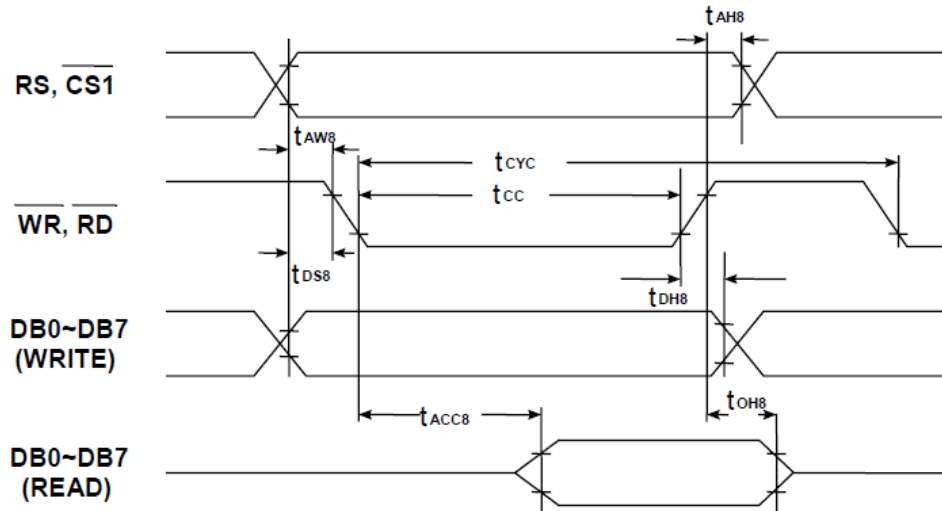 tAH8
RS, CS1
tAW8
tCYC
tCC
WR, RD
tDS8
tDH8
DB0~DB7
(WRITE)
tACC8
tOH8
DB0~DB7
(READ)